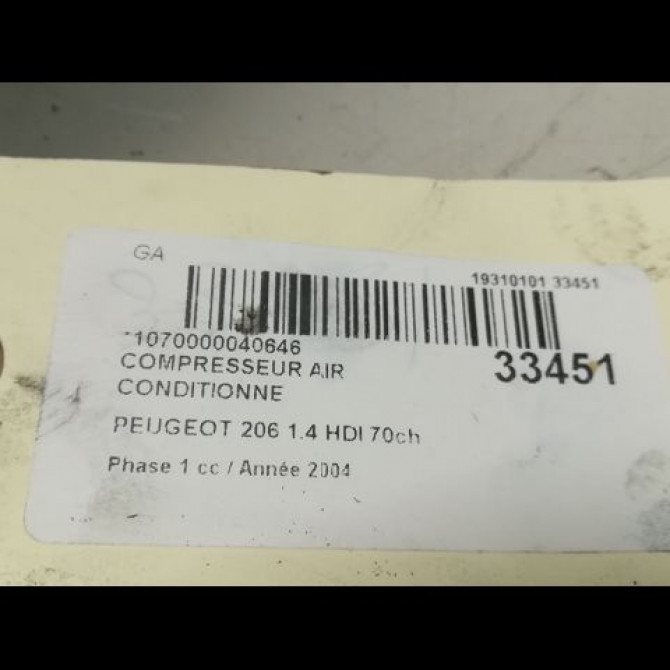 GA
19310101 33451
*1070000040646
33451
COMPRESSEUR AIR
CONDITIONNE
PEUGEOT 206 1.4 HDI 70ch
Phase 1 cc / Année 2004